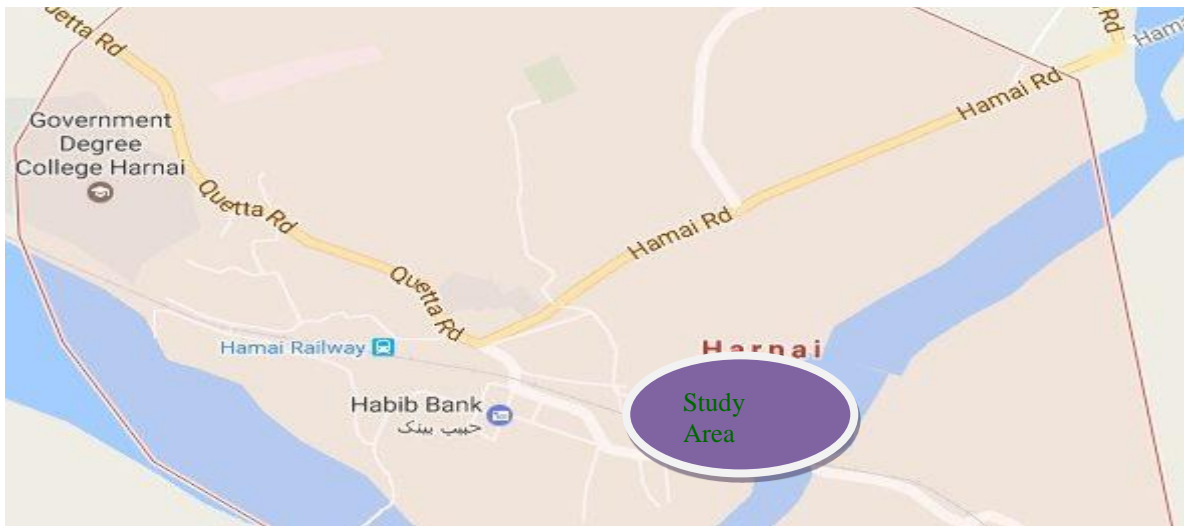 Quetta Rd
Rd
Hamai
Hamai Rd
Government
Degree
College Harnai
Quetta Rd
Hamai Rd
Quetta Rd
Hamai Railway
Harnai
Habib Bank
حبیب بینک
Study
Area